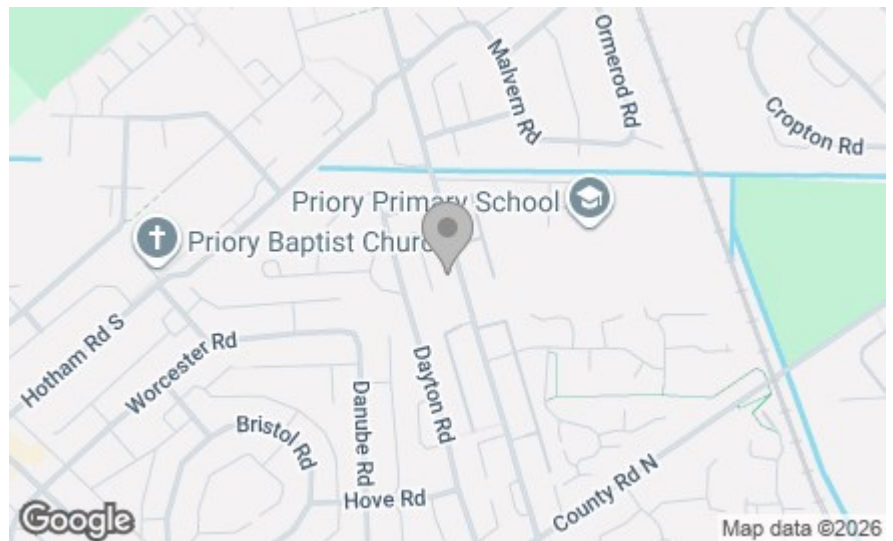 Ormerod Rd
Malvern Rd
Cropton Rd
Priory Primary School
Priory Baptist Church
Hotham Rd S
Worcester Rd
Dayton Rd
Danube Rd
Bristol Rd
Hove Rd
County Rd N
Google
Map data ©2026